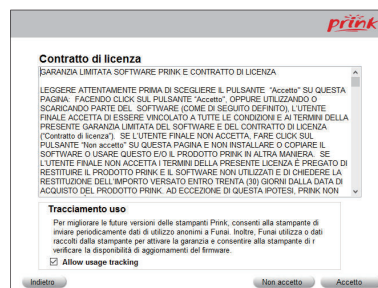 prink
Contratto di licenza
GARANZIA LIMITATA SOFTWARE PRINK E CONTRATTO DI LICENZA
LEGGERE ATTENTAMENTE PRIMA DI SCEGLIERE IL PULSANTE "Accetto" SU QUESTA
PAGINA: FACENDO CLICK SUL PULSANTE "Accetto", OPPURE UTILIZZANDO O
SCARICANDO PARTE DEL SOFTWARE (COME DI SEGUITO DEFINITO), L'UTENTE
FINALE ACCETTA DI ESSERE VINCOLATO A TUTTE LE CONDIZIONI E AI TERMINI DELLA
PRESENTE GARANZIA LIMITATA DEL SOFTWARE E DEL CONTRATTO DI LICENZA
("Contratto di licenza"). SE L'UTENTE FINALE NON ACCETTA, FARE CLICK SUL
PULSANTE "Non accetto" SU QUESTA PAGINA E NON INSTALLARE O COPIARE IL
SOFTWARE O USARE QUESTO E/O IL PRODOTTO PRINK IN ALTRA MANIERA. SE
L'UTENTE FINALE NON ACCETTA I TERMINI DELLA PRESENTE LICENZA È PREGATO DI
RESTITUIRE IL PRODOTTO PRINK E IL SOFTWARE NON UTILIZZATI E DI CHIEDERE LA
RESTITUZIONE DELL'IMPORTO VERSATO ENTRO TRENTA (30) GIORNI DALLA DATA DI
ACQUISTO DEL PRODOTTO PRINK. AD ECCEZIONE DI QUESTA IPOTESI, PRINK NON
Tracciamento uso
Per migliorare le future versioni delle stampanti Prink, consenti alla stampante di
inviare periodicamente dati di utilizzo anonimi a Funai. Inoltre, Funai utilizza o dati
raccolti dalla stampante per attivare la garanzia e consentire alla stampante di r
verificare la disponibilità di aggiornamenti del firmware.
Allow usage tracking
Indietro
Non accetto
Accetto